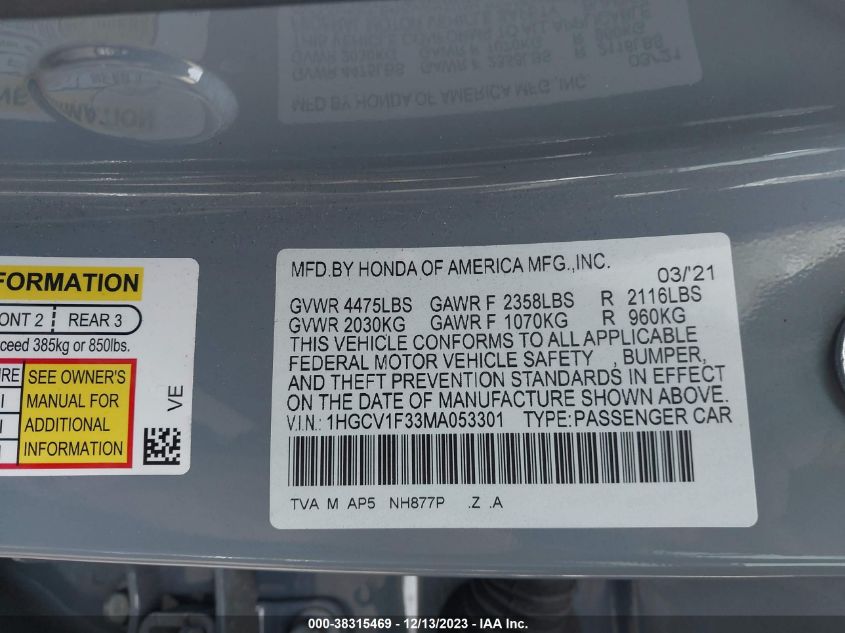 MFD.BY HONDA OF AMERICA MFG.,INC.
03/'21
GVWR 4475LBS GAWR F 2358LBS R 2116LBS
GVWR 2030KG GAWR F 1070KG R 960KG
THIS VEHICLE CONFORMS TO ALL APPLICABLE
FEDERAL MOTOR VEHICLE SAFETY , BUMPER,
AND THEFT PREVENTION STANDARDS IN EFFECT
ON THE DATE OF MANUFACTURE SHOWN ABOVE.
V.I.N.: 1HGCV1F33MA053301 TYPE:PASSENGER CAR
TVA M AP5 NH877P .Z .A
FORMATION
ONT 2 REAR 3
ceed 385kg or 850lbs.
IRE SEE OWNER'S
MANUAL FOR
ADDITIONAL
INFORMATION
VE
000-38315469 - 12/13/2023 - IAA Inc.